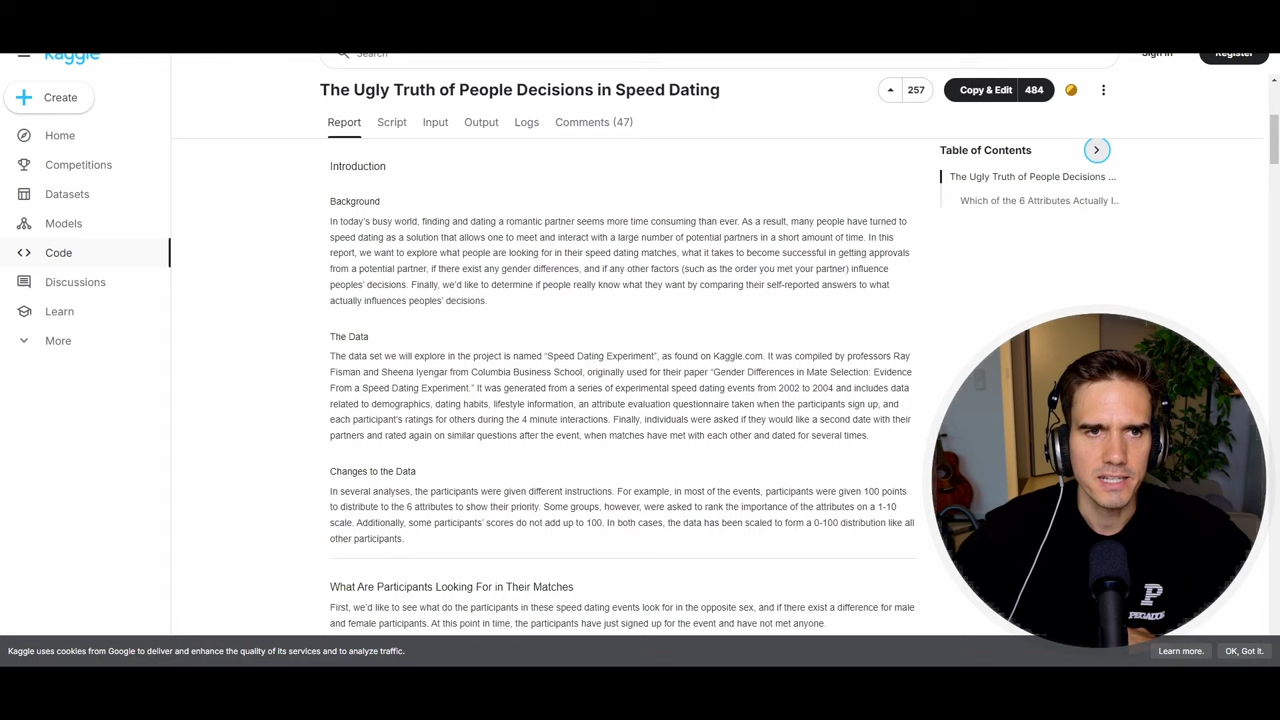 kaggle
Search
Sign In
Register
Create
Home
Competitions
Datasets
Models
Code
Discussions
Learn
More
The Ugly Truth of People Decisions in Speed Dating
257
Copy & Edit 484
Report Script Input Output Logs Comments (47)
Table of Contents
The Ugly Truth of People Decisions ...
Which of the 6 Attributes Actually I..
Introduction
Background
In today's busy world, finding and dating a romantic partner seems more time consuming than ever. As a result, many people have turned to
speed dating as a solution that allows one to meet and interact with a large number of potential partners in a short amount of time. In this
report, we want to explore what people are looking for in their speed dating matches, what it takes to become successful in getting approvals
from a potential partner, if there exist any gender differences, and if any other factors (such as the order you met your partner) influence
peoples' decisions. Finally, we'd like to determine if people really know what they want by comparing their self-reported answers to what
actually influences peoples' decisions.
The Data
The data set we will explore in the project is named “Speed Dating Experiment”, as found on Kaggle.com. It was compiled by professors Ray
Fisman and Sheena Iyengar from Columbia Business School, originally used for their paper “Gender Differences in Mate Selection: Evidence
From a Speed Dating Experiment.” It was generated from a series of experimental speed dating events from 2002 to 2004 and includes data
related to demographics, dating habits, lifestyle information, an attribute evaluation questionnaire taken when the participants sign up, and
each participant's ratings for others during the 4 minute interactions. Finally, individuals were asked if they would like a second date with their
partners and rated again on similar questions after the event, when matches have met with each other and dated for several times.
Changes to the Data
In several analyses, the participants were given different instructions. For example, in most of the events, participants were given 100 points
to distribute to the 6 attributes to show their priority. Some groups, however, were asked to rank the importance of the attributes on a 1-10
scale. Additionally, some participants' scores do not add up to 100. In both cases, the data has been scaled to form a 0-100 distribution like all
other participants.
What Are Participants Looking For in Their Matches
First, we'd like to see what do the participants in these speed dating events look for in the opposite sex, and if there exist a difference for male
and female participants. At this point in time, the participants have just signed up for the event and have not met anyone.
P
Kaggle uses cookies from Google to deliver and enhance the quality of its services and to analyze traffic.
Learn more.
OK, Got it.